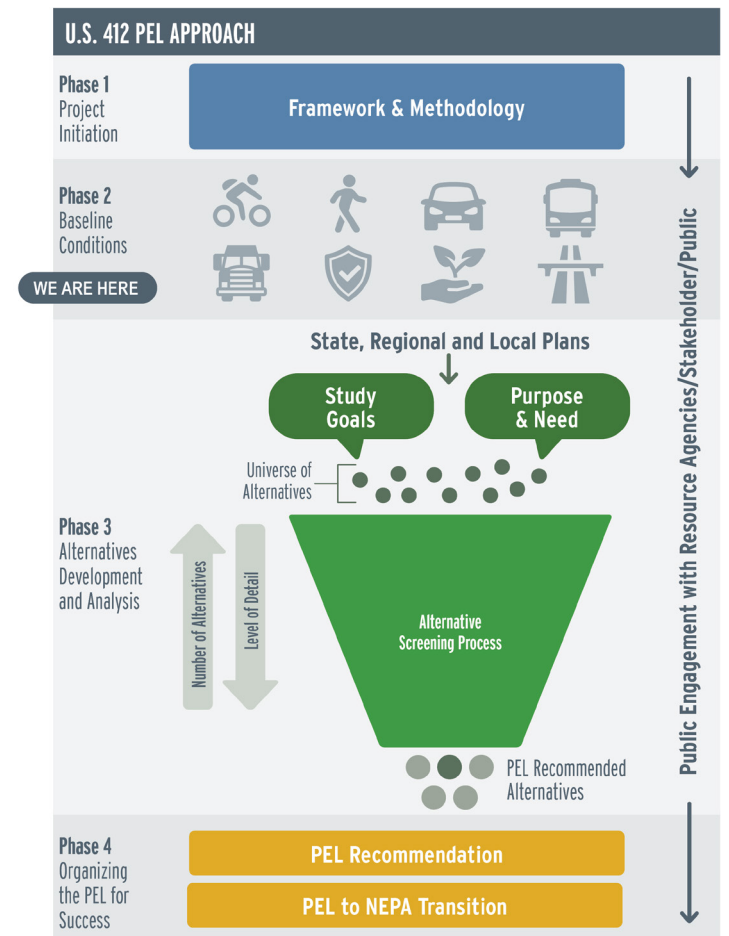 U.S. 412 PEL APPROACH
Phase 1
Project
Initiation
Framework & Methodology
Phase 2
Baseline
Conditions
WE ARE HERE
State, Regional and Local Plans
Study
Goals
Purpose
& Need
Universe of
Alternatives
Phase 3
Alternatives
Development
and Analysis
Number of Alternatives
Level of Detail
Alternative
Screening Process
PEL Recommended
Alternatives
Public Engagement with Resource Agencies/Stakeholder/Public
Phase 4
Organizing
the PEL for
Success
PEL Recommendation
PEL to NEPA Transition